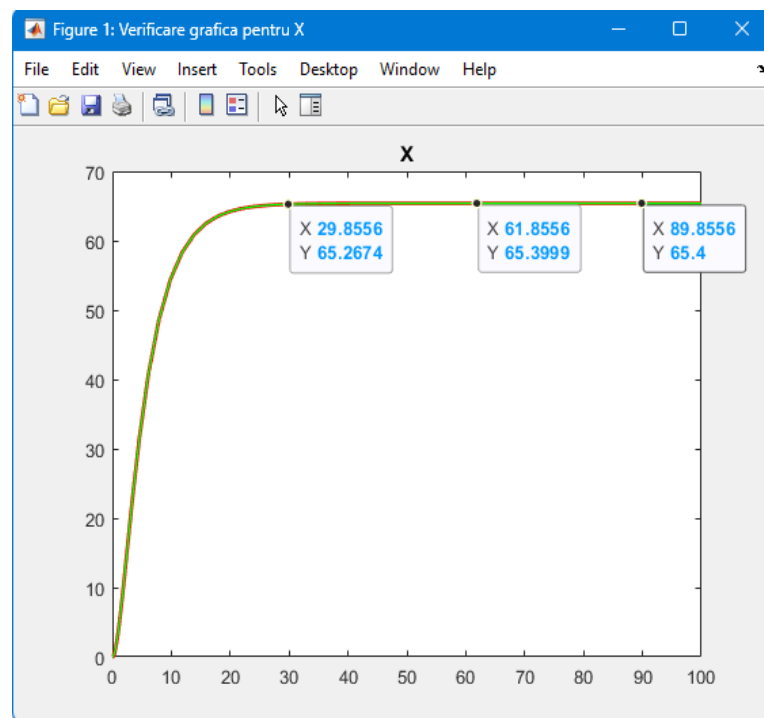 Figure 1: Verificare grafica pentru X
File Edit View Insert Tools Desktop Window Help
X
70
60
50
40
30
20
10
0
X 29.8556
Y 65.2674
X 61.8556
Y 65.3999
X 89.8556
Y 65.4
0 10 20 30 40 50 60 70 80 90 100